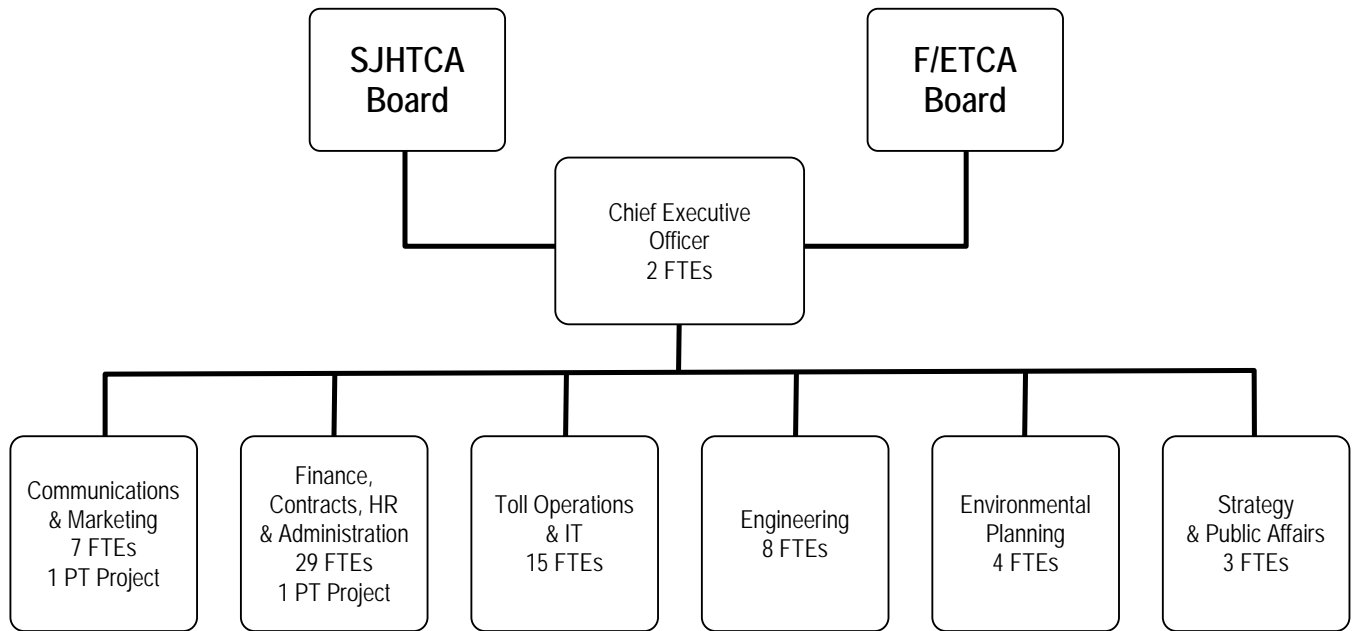 SJHTCA
Board
F/ETCA
Board
Chief Executive
Officer
2 FTEs
Communications
& Marketing
7 FTEs
1 PT Project
Finance,
Contracts, HR
& Administration
29 FTEs
1 PT Project
Toll Operations
& IT
15 FTEs
Engineering
8 FTEs
Environmental
Planning
4 FTEs
Strategy
& Public Affairs
3 FTEs